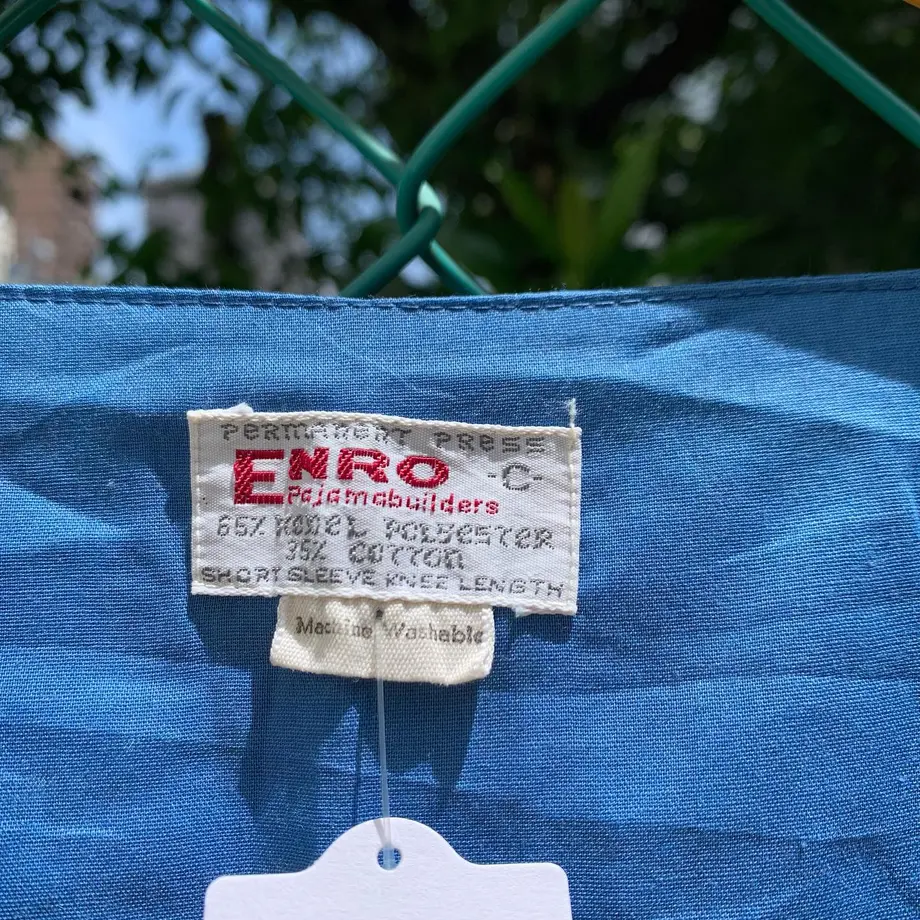 PERMANENT PRESS
ENRO -C-
Pajamabuilders
65% KODEL POLYESTER
35% COTTON
SHORT SLEEVE KNEE LENGTH
Machine Washable